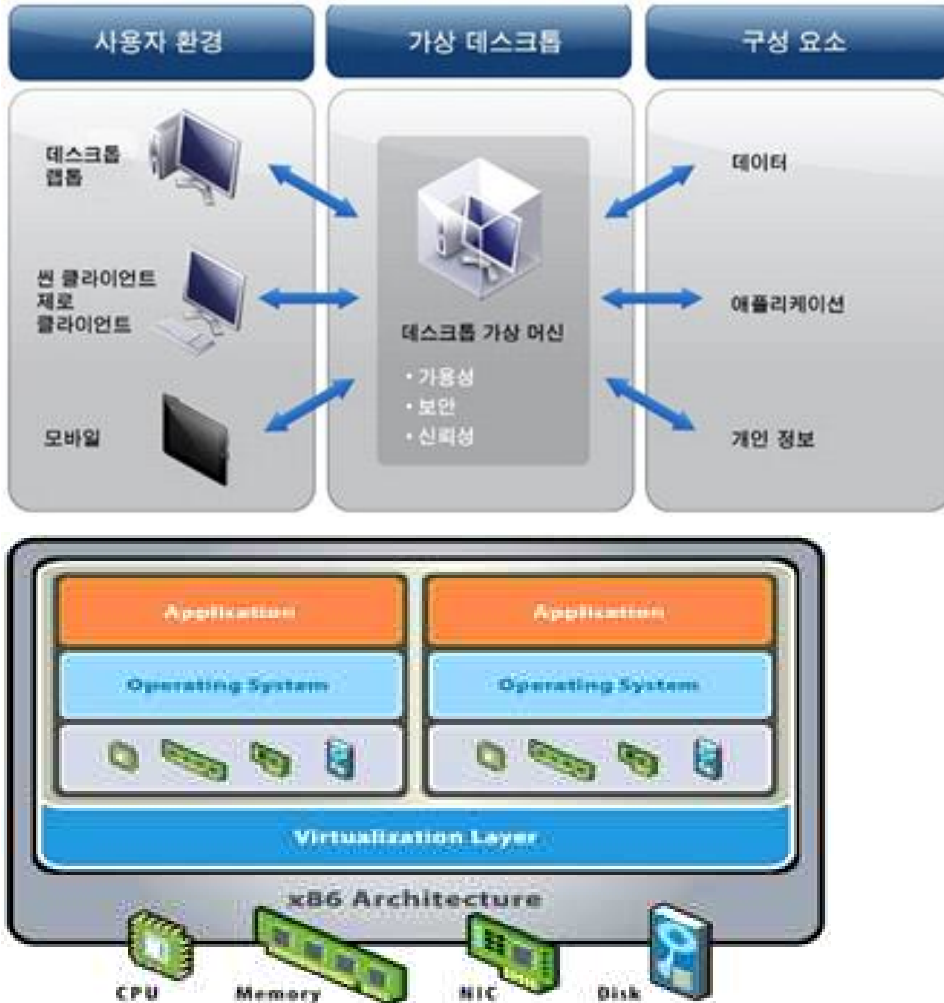 사용자 환경
가상 데스크톱
구성 요소
데스크톱
랩톱
씬 클라이언트
제로
클라이언트
모바일
데스크톱 가상 머신
• 가용성
• 보안
• 신뢰성
데이터
애플리케이션
개인 정보
Application
Application
Operating System
Operating System
Virtualization Layer
x86 Architecture
CPU
Memory
NIC
Disk